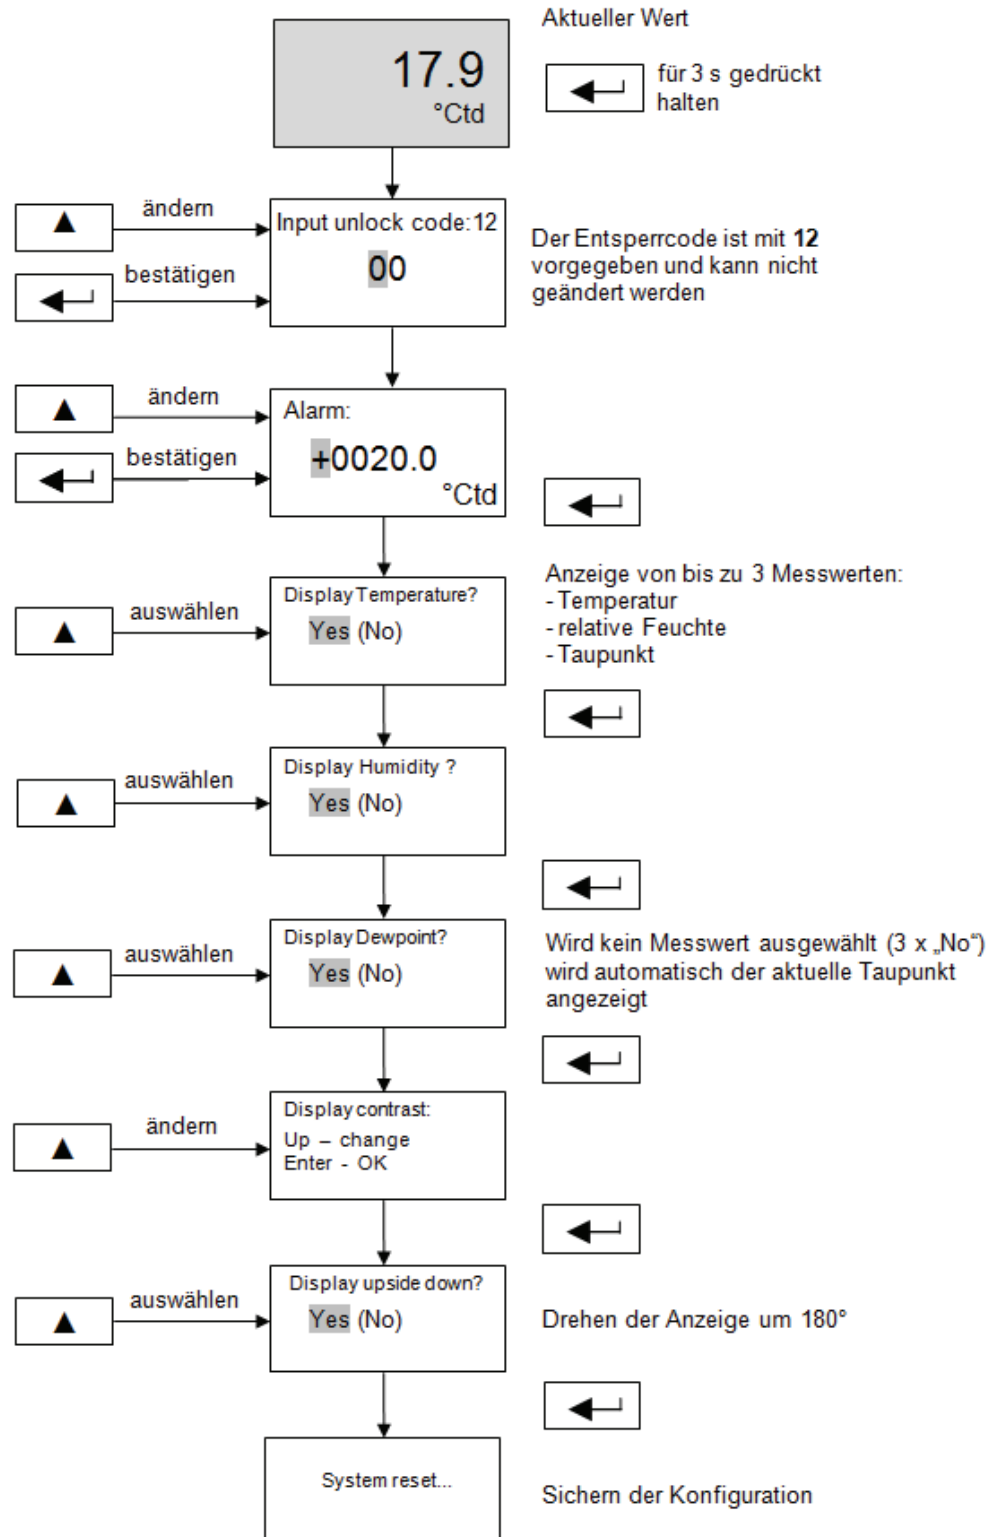 Aktueller Wert
17.9
°Ctd
für 3 s gedrückt
halten
ändern
bestätigen
Input unlock code:12
00
Der Entsperrcode ist mit 12
vorgegeben und kann nicht
geändert werden
ändern
bestätigen
Alarm:
+0020.0
°Ctd
auswählen
Display Temperature?
Yes (No)
Anzeige von bis zu 3 Messwerten:
- Temperatur
- relative Feuchte
- Taupunkt
auswählen
Display Humidity ?
Yes (No)
auswählen
Display Dewpoint?
Yes (No)
Wird kein Messwert ausgewählt (3 x „No“)
wird automatisch der aktuelle Taupunkt
angezeigt
ändern
Display contrast:
Up – change
Enter - OK
auswählen
Display upside down?
Yes (No)
Drehen der Anzeige um 180°
System reset...
Sichern der Konfiguration